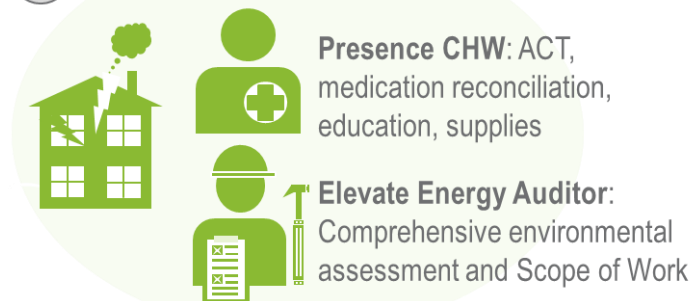 Presence CHW: ACT,
medication reconciliation,
education, supplies
Elevate Energy Auditor:
Comprehensive environmental
assessment and Scope of Work